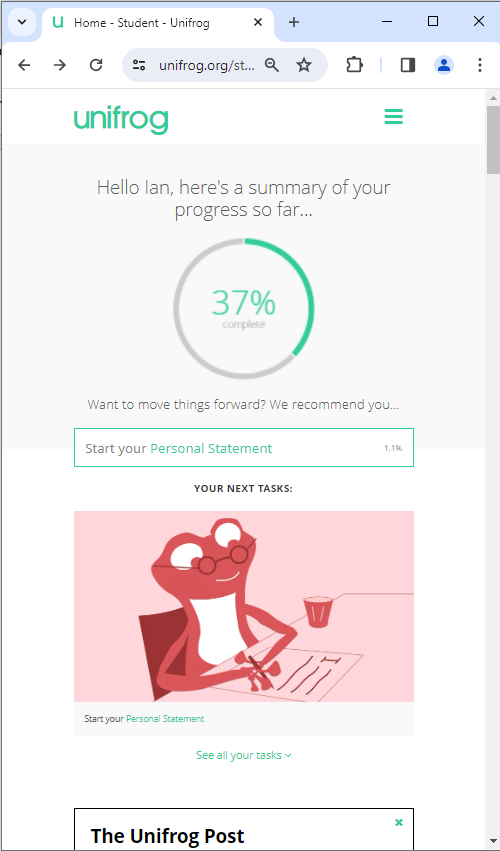 Home - Student - Unifrog
unifrog.org/st...
unifrog
Hello Ian, here's a summary of your
progress so far...
37%
complete
Want to move things forward? We recommend you...
Start your Personal Statement 1.1%
YOUR NEXT TASKS:
Start your Personal Statement
See all your tasks
The Unifrog Post